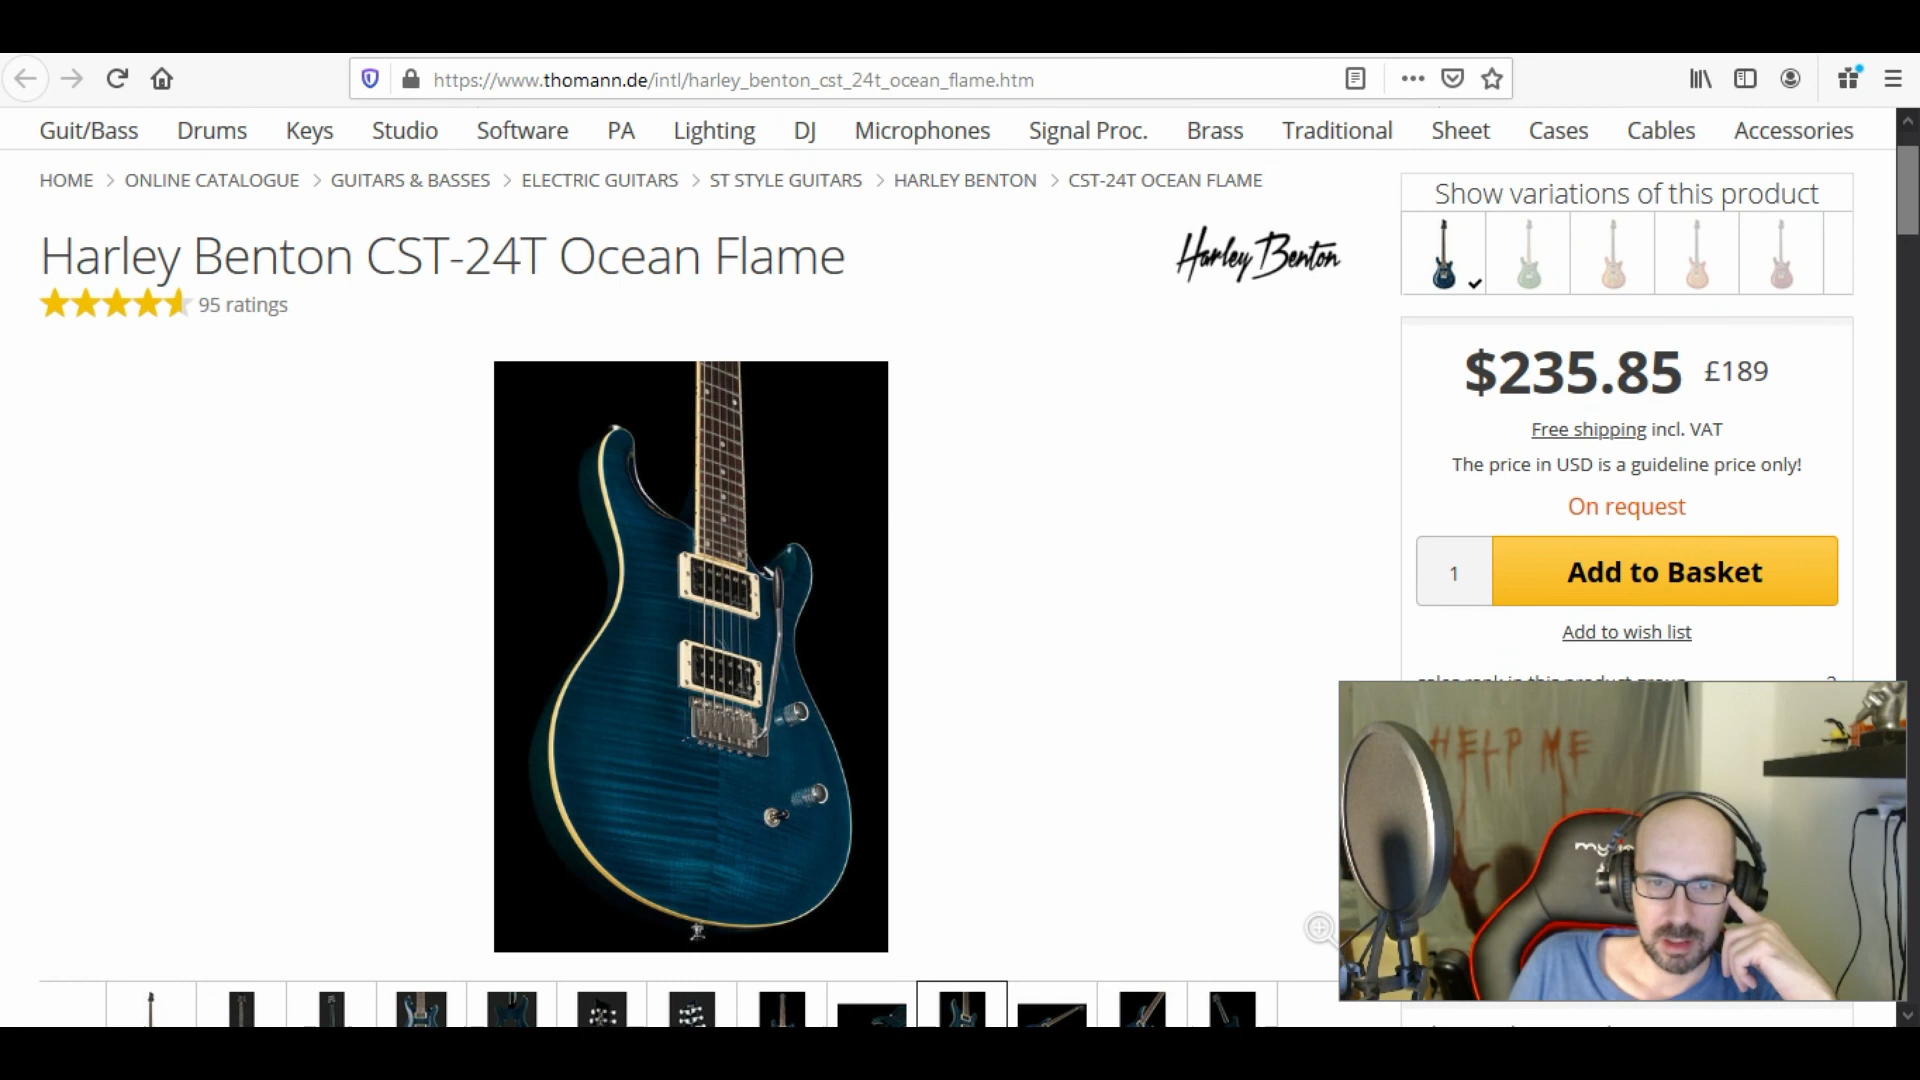 https://www.thomann.de/intl/harley_benton_cst_24t_ocean_flame.htm
Guit/Bass Drums Keys Studio Software PA Lighting DJ Microphones Signal Proc. Brass Traditional Sheet Cases Cables Accessories
HOME > ONLINE CATALOGUE > GUITARS & BASSES > ELECTRIC GUITARS > ST STYLE GUITARS > HARLEY BENTON > CST-24T OCEAN FLAME
Show variations of this product
Harley Benton CST-24T Ocean Flame
Harley Benton
95 ratings
$235.85 £189
Free shipping incl. VAT
The price in USD is a guideline price only!
On request
1 Add to Basket
Add to wish list
HELP ME